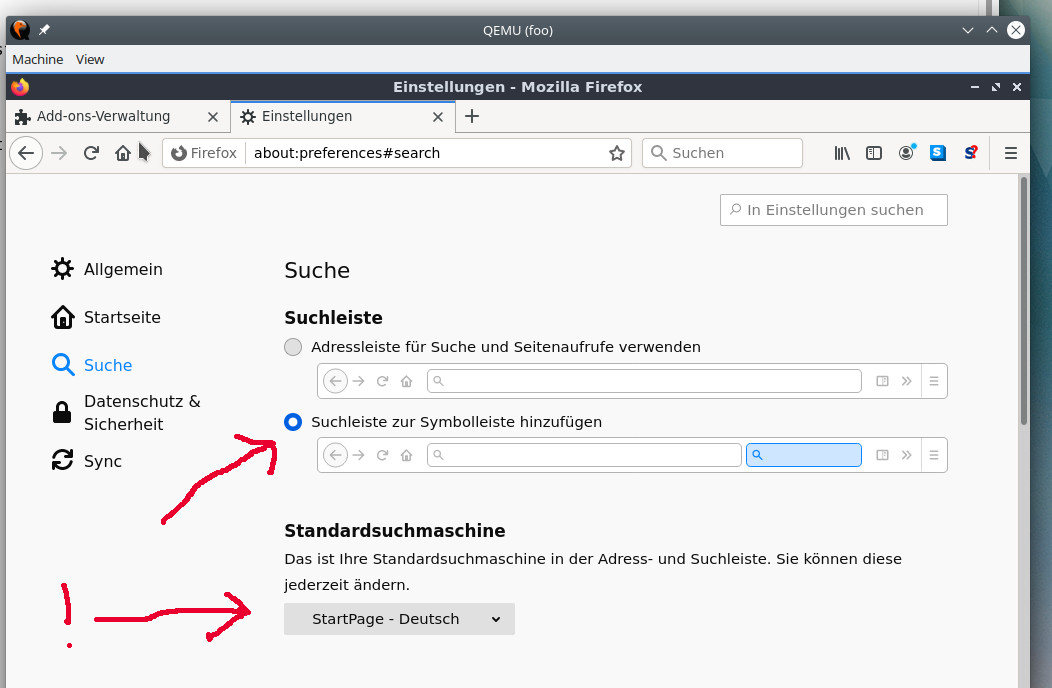 QEMU (foo)
Machine View
Einstellungen - Mozilla Firefox
Add-ons-Verwaltung
Einstellungen
Firefox
about:preferences#search
Suchen
In Einstellungen suchen
Allgemein
Startseite
Suche
Datenschutz &
Sicherheit
Sync
Suche
Suchleiste
Adressleiste für Suche und Seitenaufrufe verwenden
Suchleiste zur Symbolleiste hinzufügen
Standardsuchmaschine
Das ist Ihre Standardsuchmaschine in der Adress- und Suchleiste. Sie können diese
jederzeit ändern.
!
StartPage - Deutsch